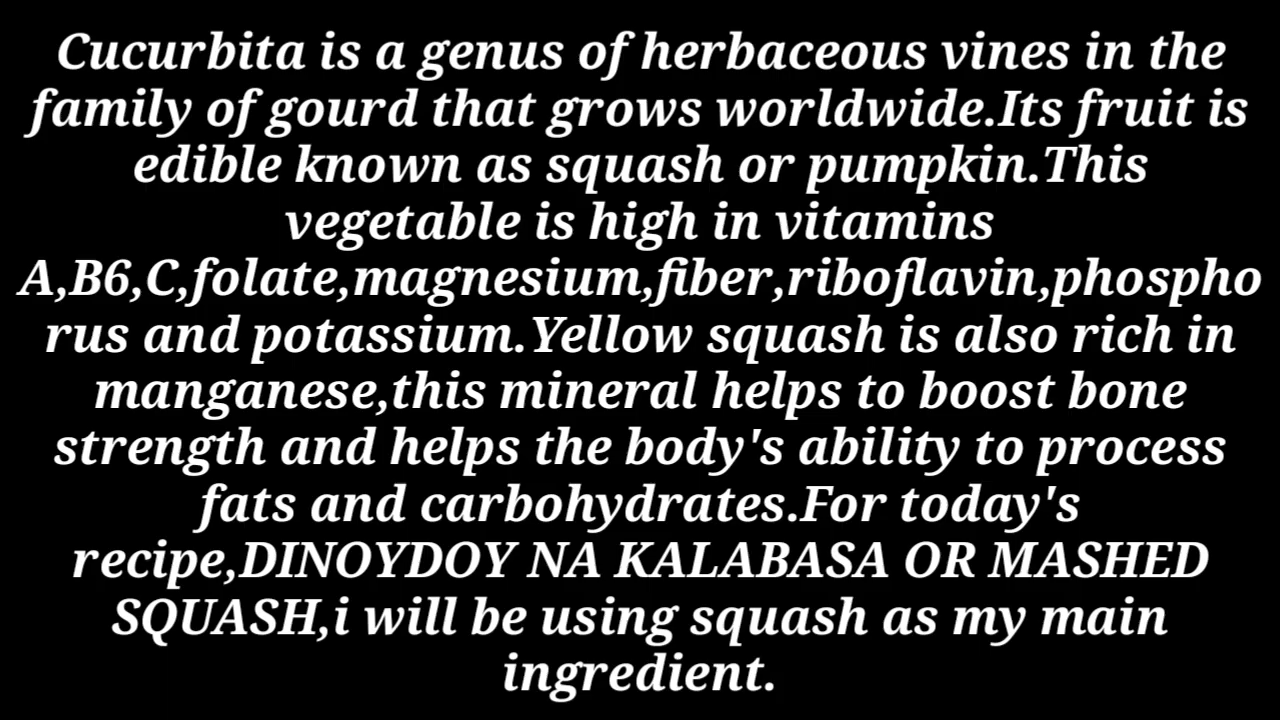 Cucurbita is a genus of herbaceous vines in the
family of gourd that grows worldwide.Its fruit is
edible known as squash or pumpkin.This
vegetable is high in vitamins
A,B6,C,folate,magnesium,fiber,riboflavin,phospho
rus and potassium.Yellow squash is also rich in
manganese,this mineral helps to boost bone
strength and helps the body's ability to process
fats and carbohydrates.For today's
recipe,DINOYDOY NA KALABASA OR MASHED
SQUASH,i will be using squash as my main
ingredient.